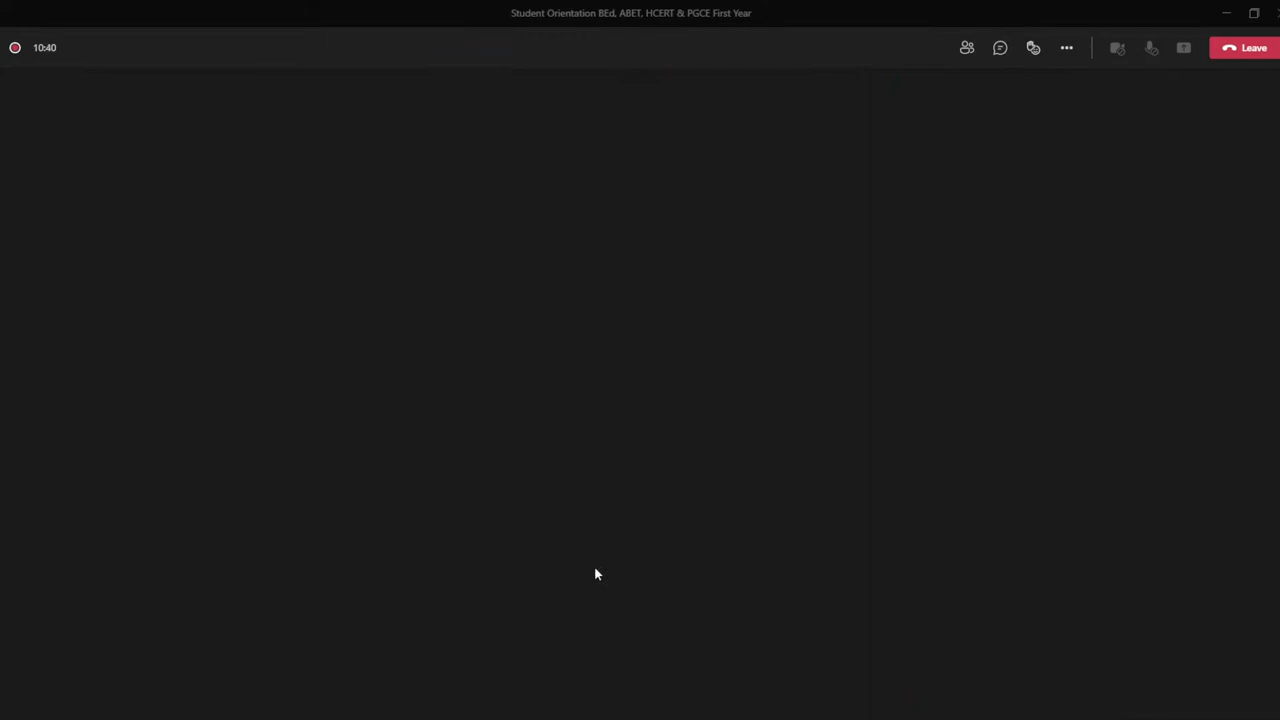 Student Orientation BEd, ABET, HCERT & PGCE First Year
10:40
Leave